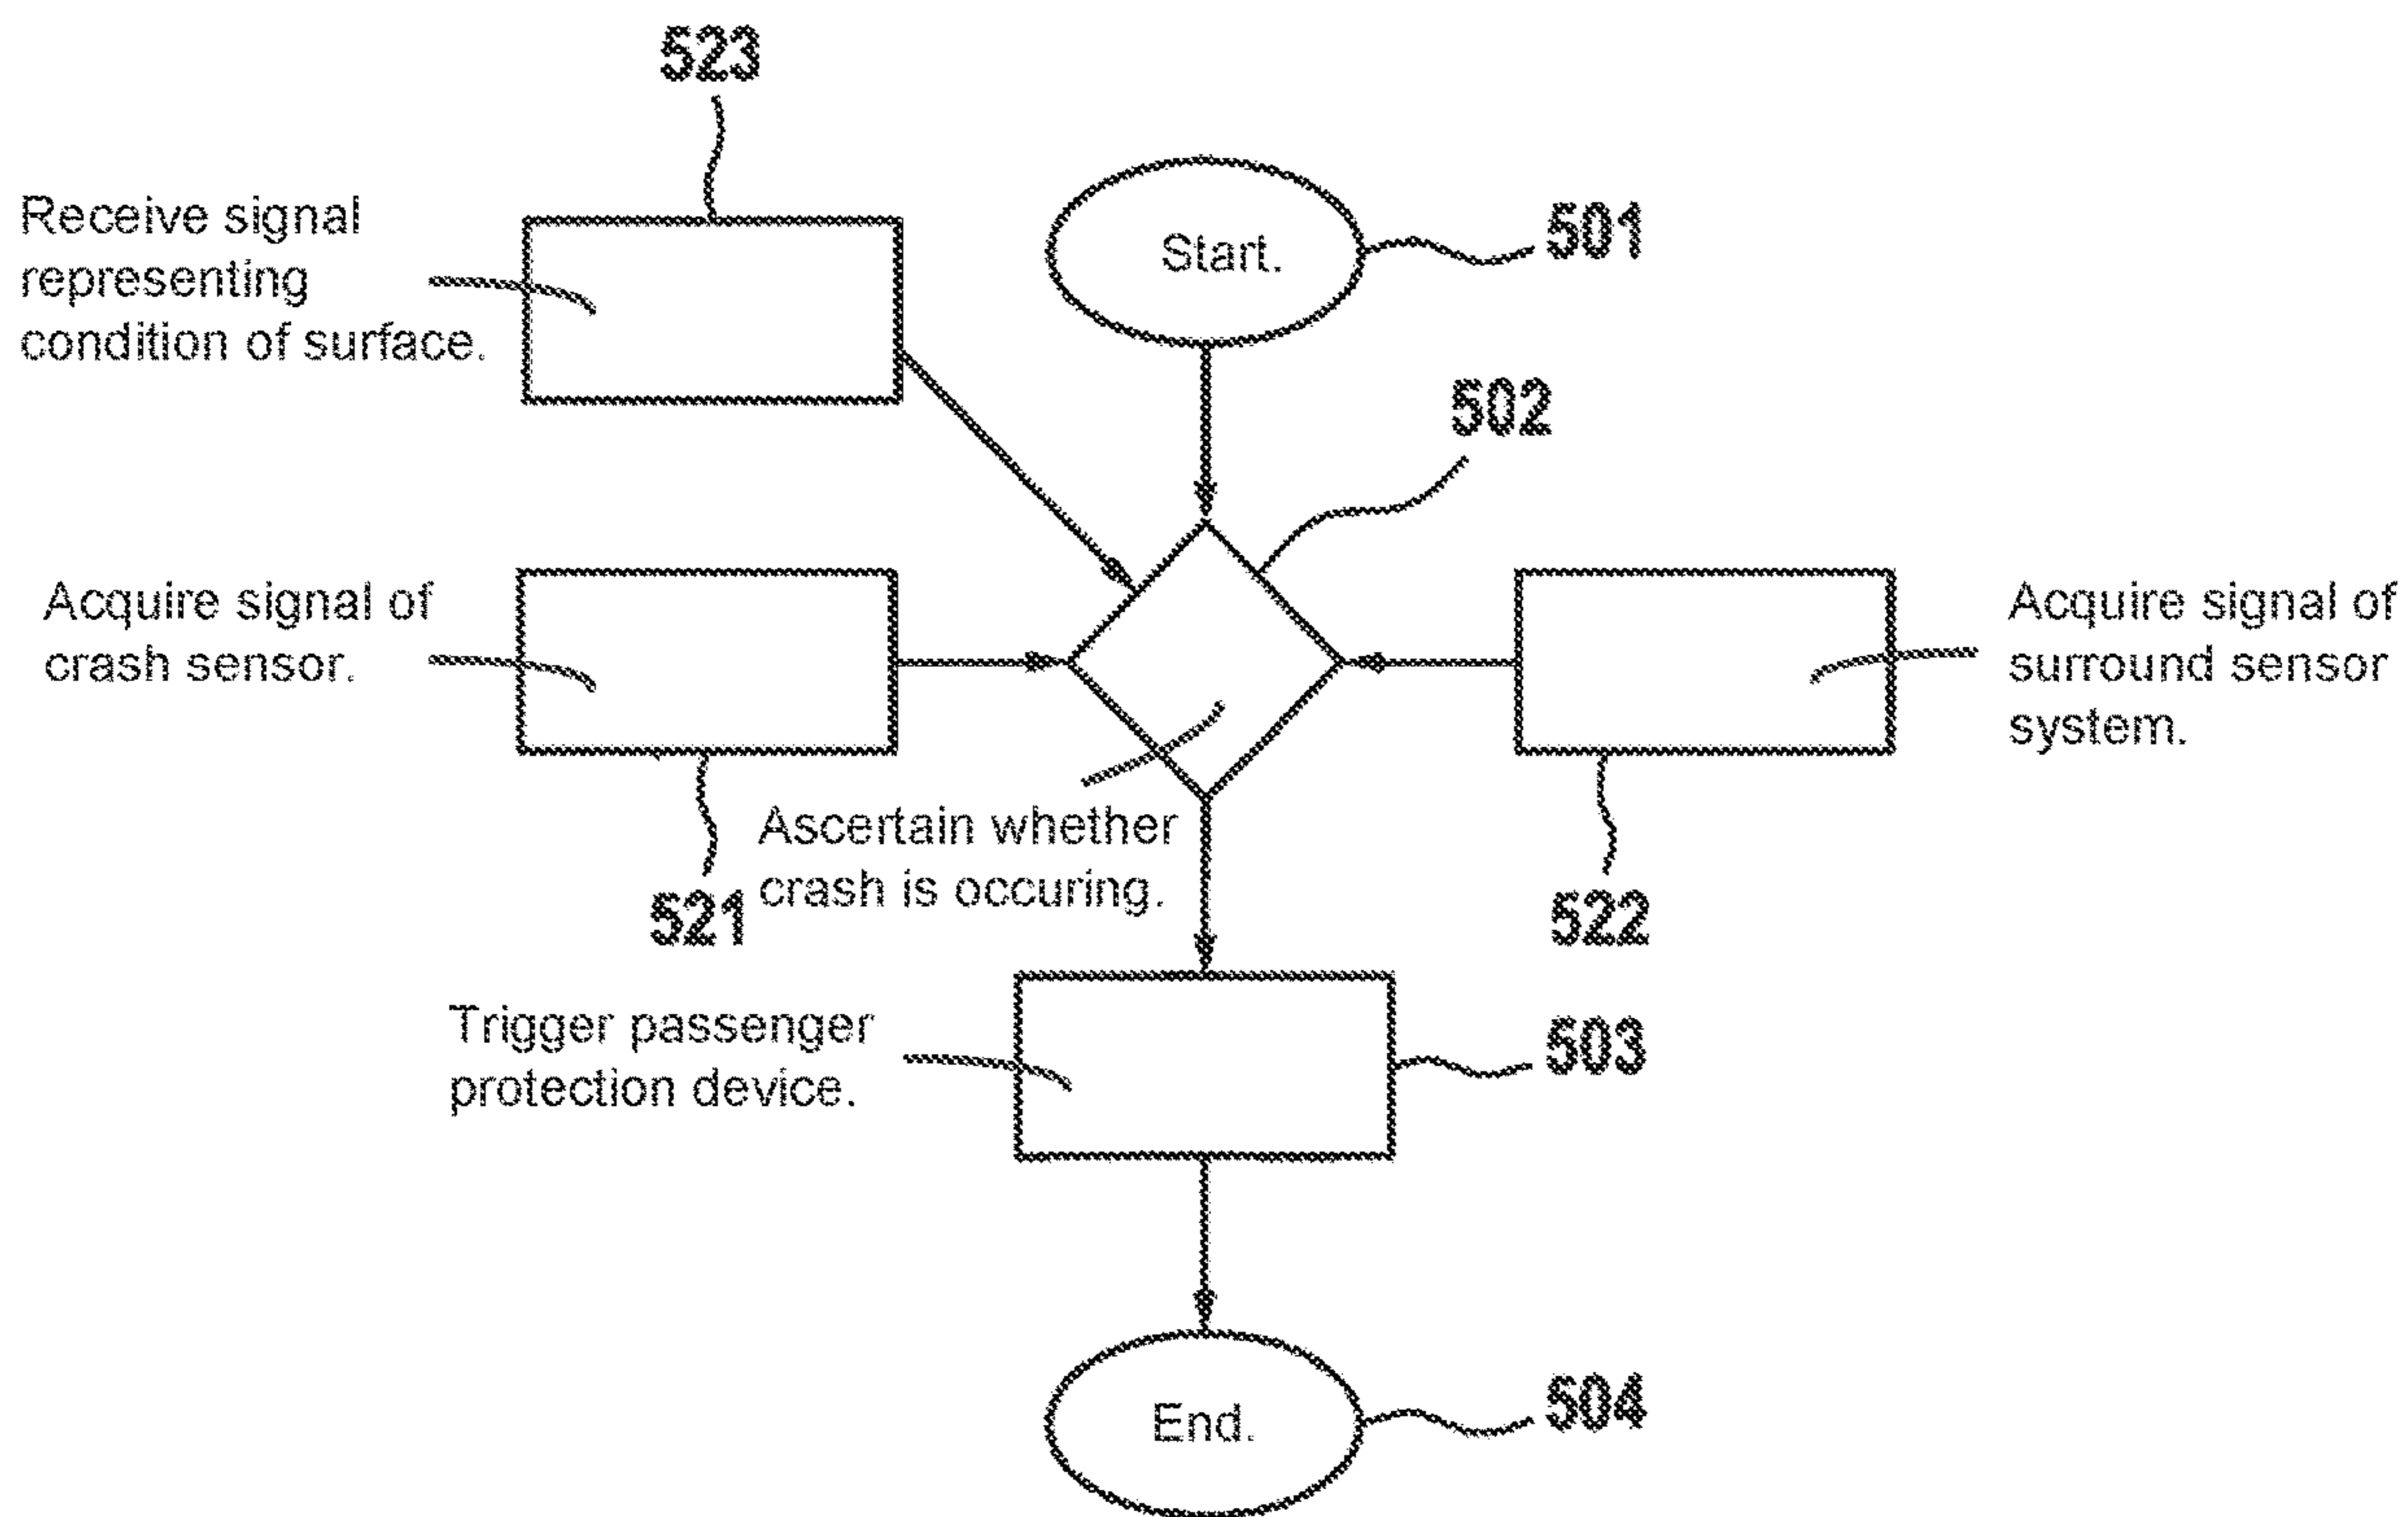 523
Receive signal
representing
condition of surface.
Start.
501
502
Acquire signal of
crash sensor.
Acquire signal of
surround sensor
system.
Ascertain whether
crash is occuring.
521
522
Trigger passenger
protection device.
503
End.
504